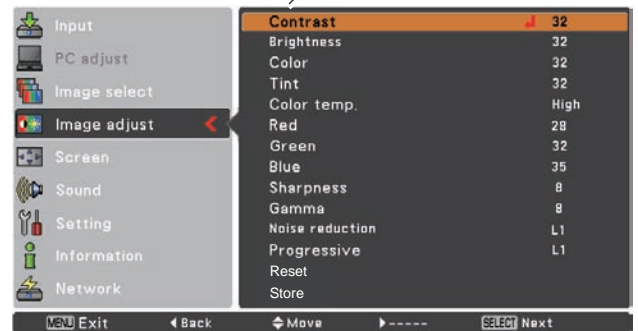 Input
PC adjust
Image select
Image adjust
Screen
Sound
Setting
Information
Network
Contrast 32
Brightness 32
Color 32
Tint 32
Color temp. High
Red 28
Green 32
Blue 35
Sharpness 8
Gamma 8
Noise reduction L1
Progressive L1
Reset
Store
MENU Exit Back Move ----- SELECT Next